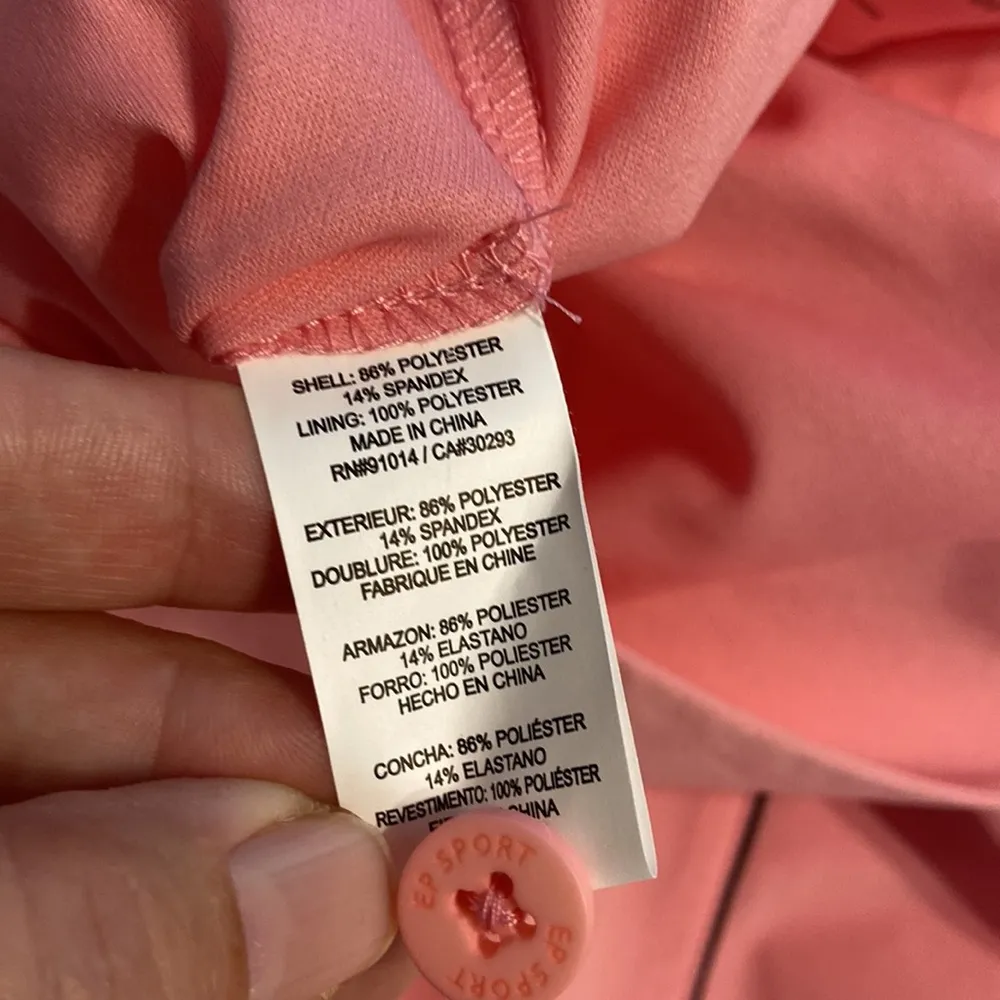 SHELL: 86% POLYESTER
14% SPANDEX
LINING: 100% POLYESTER
MADE IN CHINA
RN#91014 / CA#30293
EXTERIEUR: 86% POLYESTER
14% SPANDEX
DOUBLURE: 100% POLYESTER
FABRIQUE EN CHINE
ARMAZON: 86% POLIESTER
14% ELASTANO
FORRO: 100% POLIESTER
HECHO EN CHINA
CONCHA: 86% POLIÉSTER
14% ELASTANO
REVESTIMENTO: 100% POLIÉSTER
CHINA
EP SPORT
EP SPORT